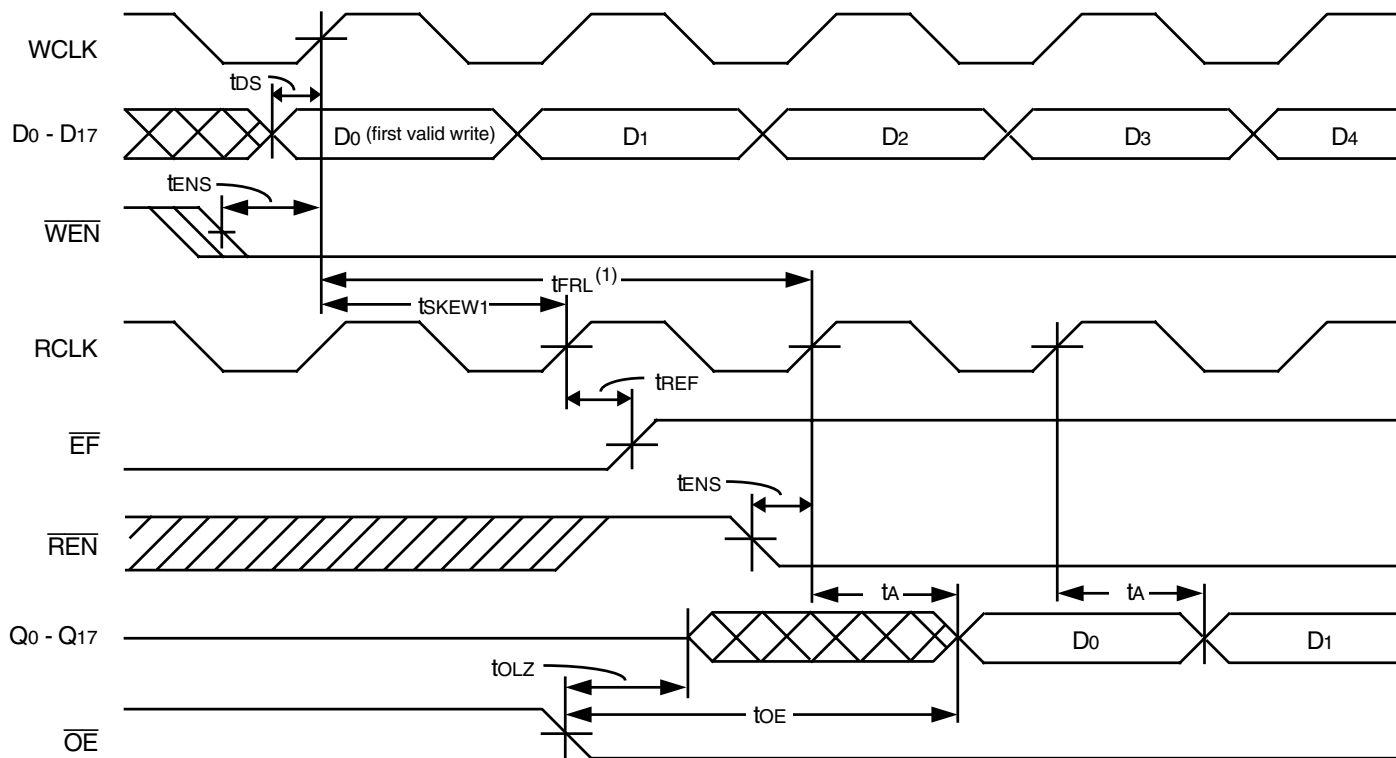 WCLK
tDS
D0 - D17
D0 (first valid write)
D1
D2
D3
D4
tENS
WEN
tFRL(1)
tSKEW1
RCLK
tREF
EF
tENS
REN
tA
tA
Q0 - Q17
D0
D1
tOLZ
tOE
OE